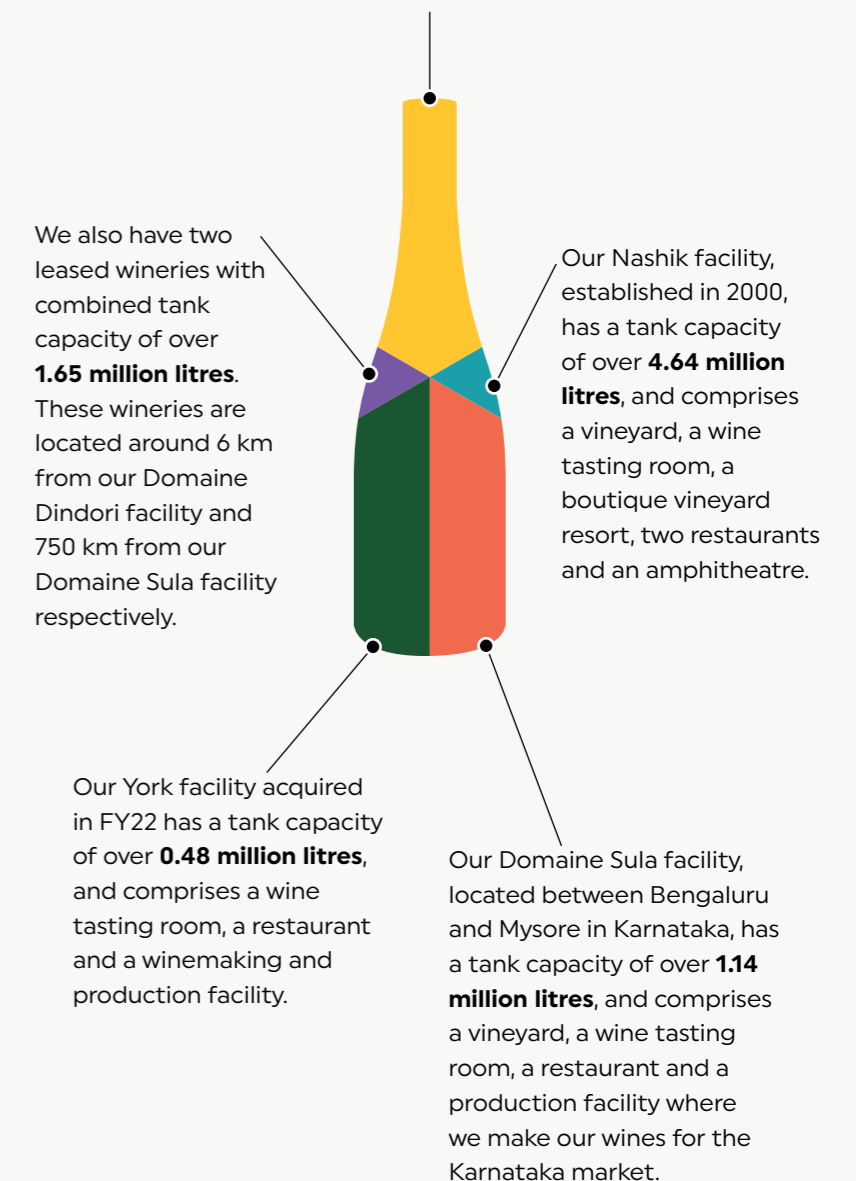 We also have two
leased wineries with
combined tank
capacity of over
1.65 million litres.
These wineries are
located around 6 km
from our Domaine
Dindori facility and
750 km from our
Domaine Sula facility
respectively.
Our Nashik facility,
established in 2000,
has a tank capacity
of over 4.64 million
litres, and comprises
a vineyard, a wine
tasting room, a
boutique vineyard
resort, two restaurants
and an amphitheatre.
Our York facility acquired
in FY22 has a tank capacity
of over 0.48 million litres,
and comprises a wine
tasting room, a restaurant
and a winemaking and
production facility.
Our Domaine Sula facility,
located between Bengaluru
and Mysore in Karnataka, has
a tank capacity of over 1.14
million litres, and comprises
a vineyard, a wine tasting
room, a restaurant and a
production facility where
we make our wines for the
Karnataka market.